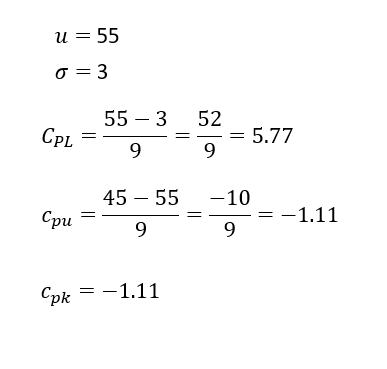 u = 55
σ = 3
C_PL = (55 − 3)/9 = 52/9 = 5.77
c_pu = (45 − 55)/9 = −10/9 = −1.11
c_pk = −1.11